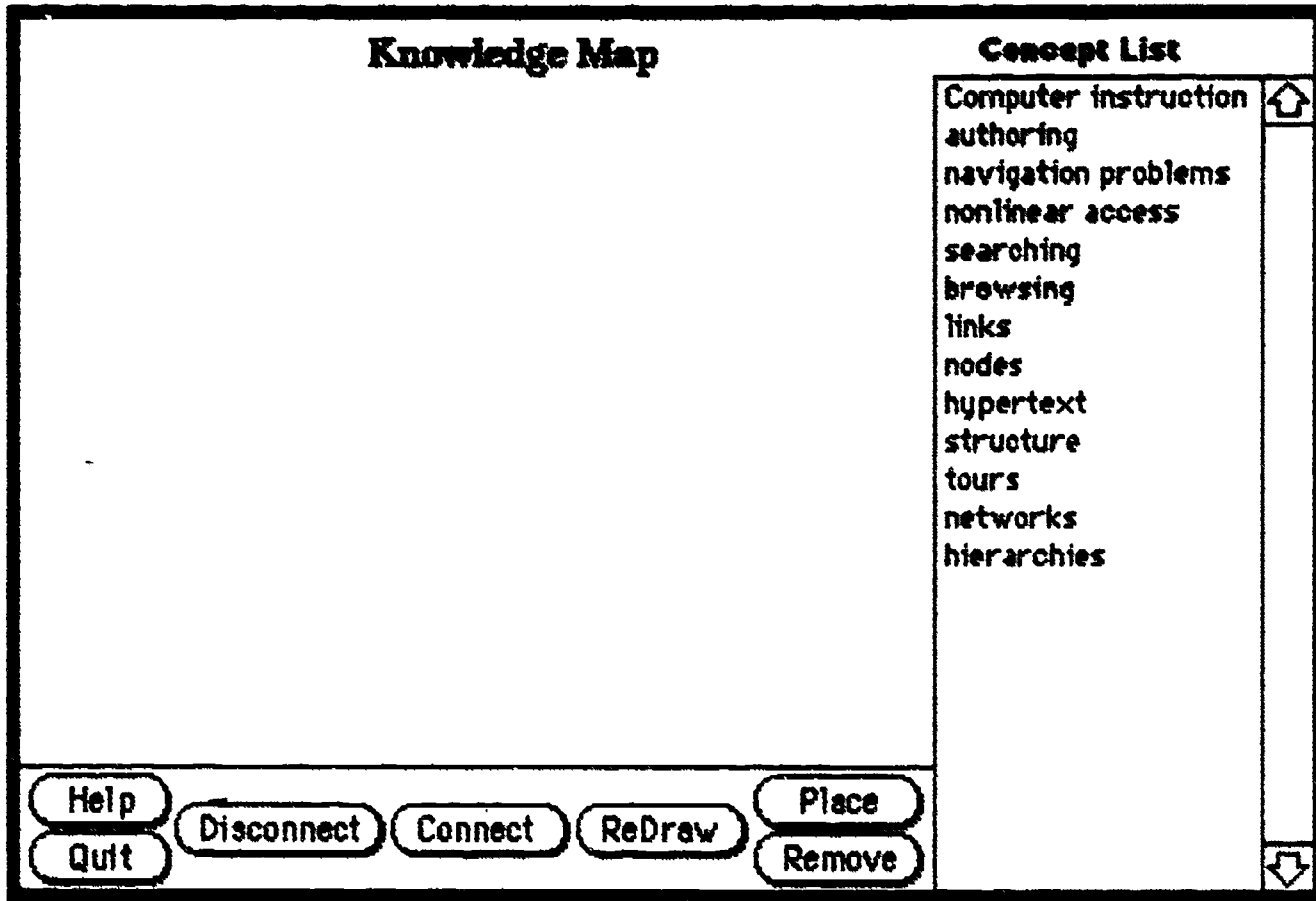 Knowledge Map
Concept List
Computer instruction
authoring
navigation problems
nonlinear access
searching
browsing
links
nodes
hypertext
structure
tours
networks
hierarchies
Help
Quit
Disconnect
Connect
ReDraw
Place
Remove